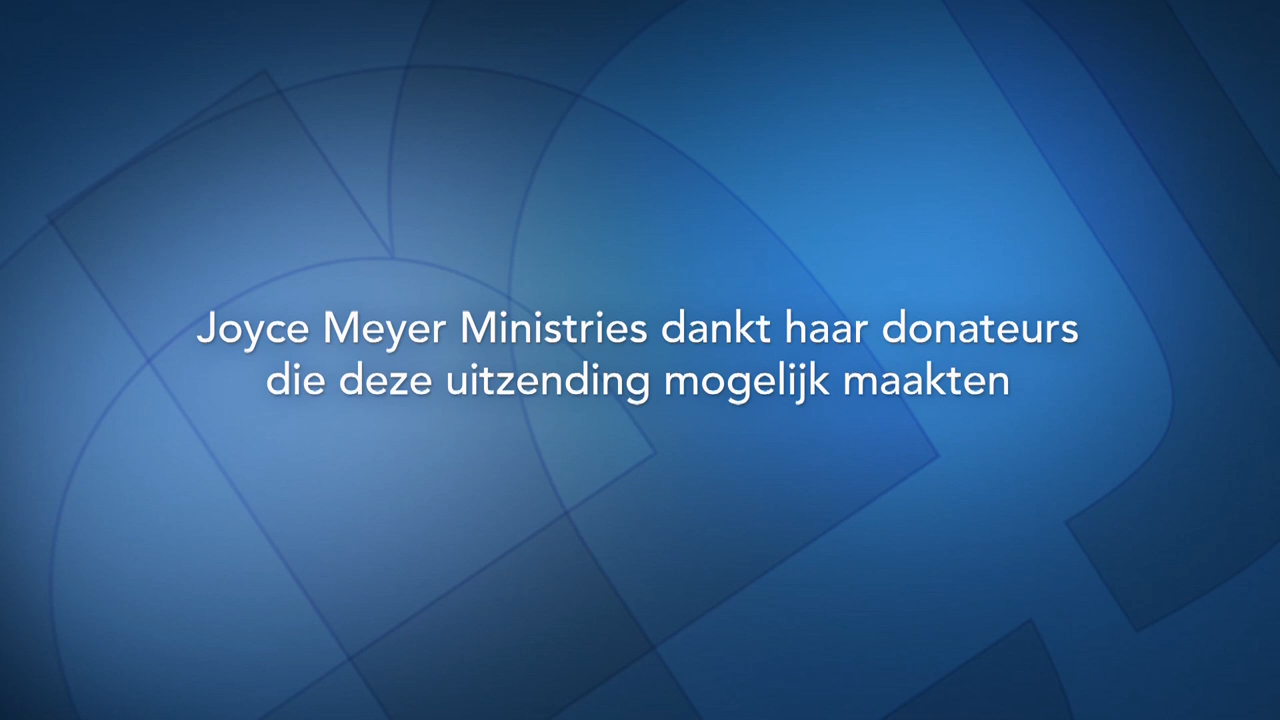 Joyce Meyer Ministries dankt haar donateurs
die deze uitzending mogelijk maakten